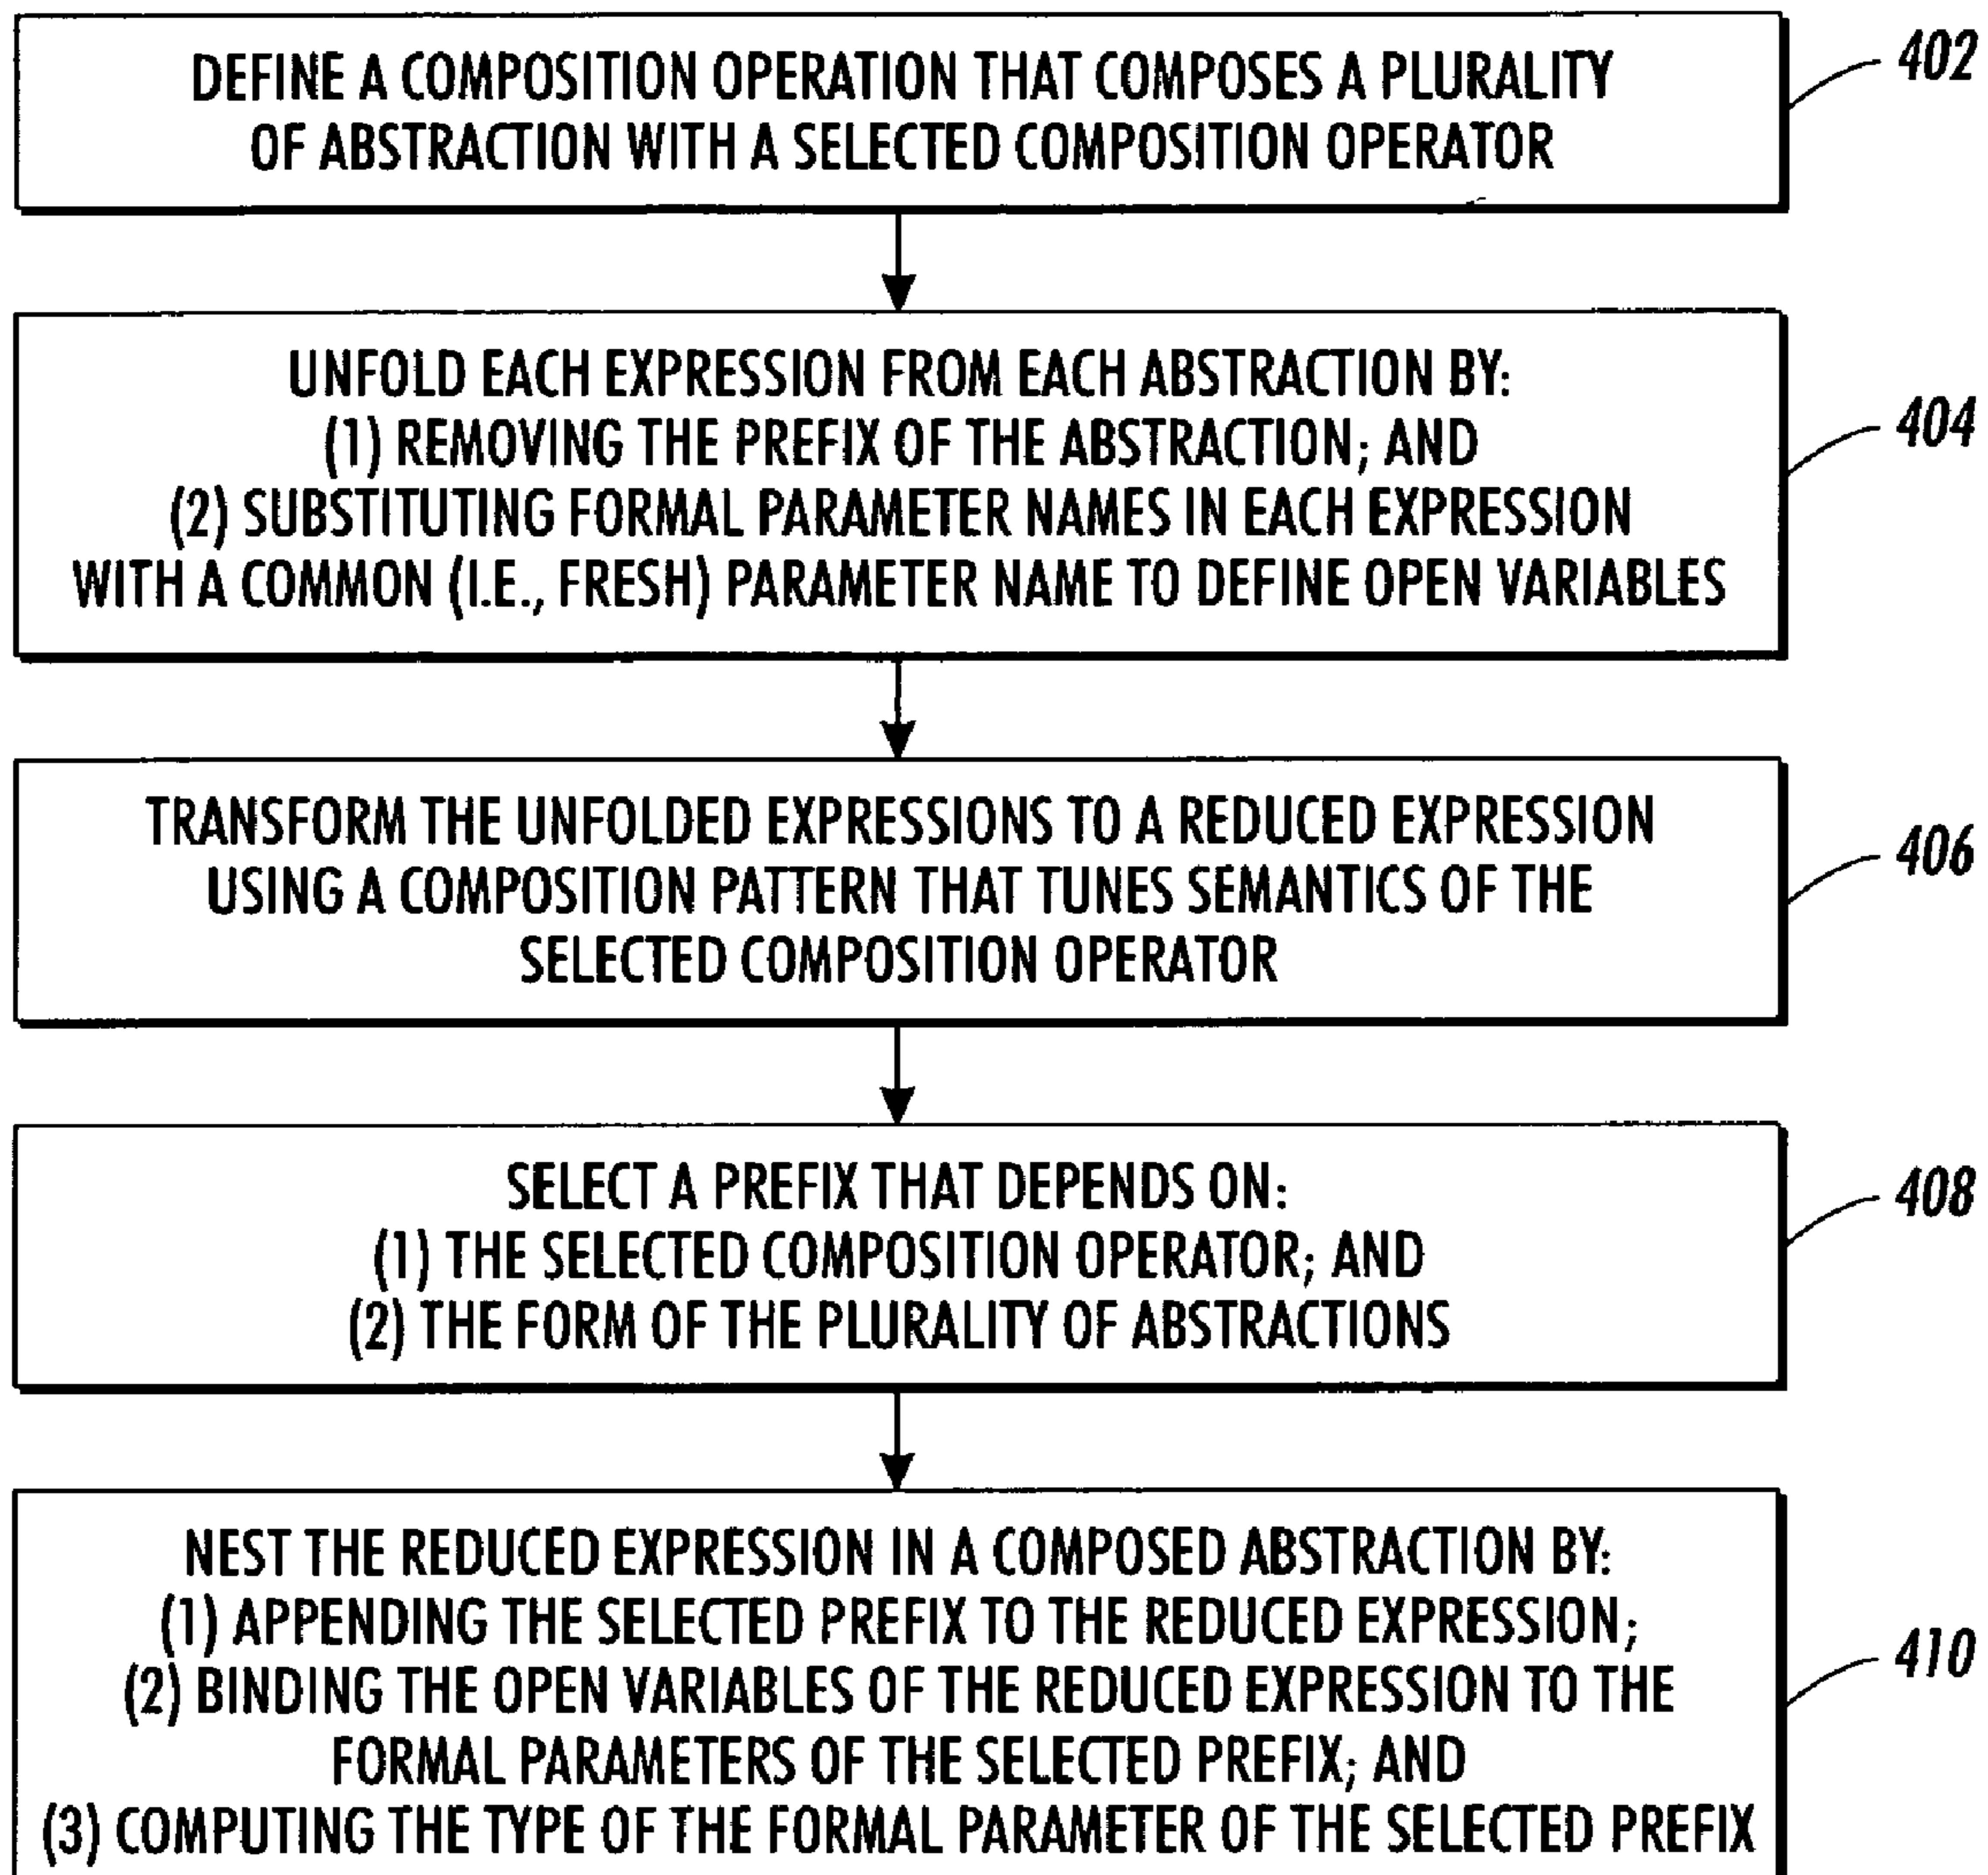 DEFINE A COMPOSITION OPERATION THAT COMPOSES A PLURALITY
OF ABSTRACTION WITH A SELECTED COMPOSITION OPERATOR
402
UNFOLD EACH EXPRESSION FROM EACH ABSTRACTION BY:
(1) REMOVING THE PREFIX OF THE ABSTRACTION; AND
(2) SUBSTITUTING FORMAL PARAMETER NAMES IN EACH EXPRESSION
WITH A COMMON (I.E., FRESH) PARAMETER NAME TO DEFINE OPEN VARIABLES
404
TRANSFORM THE UNFOLDED EXPRESSIONS TO A REDUCED EXPRESSION
USING A COMPOSITION PATTERN THAT TUNES SEMANTICS OF THE
SELECTED COMPOSITION OPERATOR
406
SELECT A PREFIX THAT DEPENDS ON:
(1) THE SELECTED COMPOSITION OPERATOR; AND
(2) THE FORM OF THE PLURALITY OF ABSTRACTIONS
408
NEST THE REDUCED EXPRESSION IN A COMPOSED ABSTRACTION BY:
(1) APPENDING THE SELECTED PREFIX TO THE REDUCED EXPRESSION;
(2) BINDING THE OPEN VARIABLES OF THE REDUCED EXPRESSION TO THE
FORMAL PARAMETERS OF THE SELECTED PREFIX; AND
(3) COMPUTING THE TYPE OF THE FORMAL PARAMETER OF THE SELECTED PREFIX
410